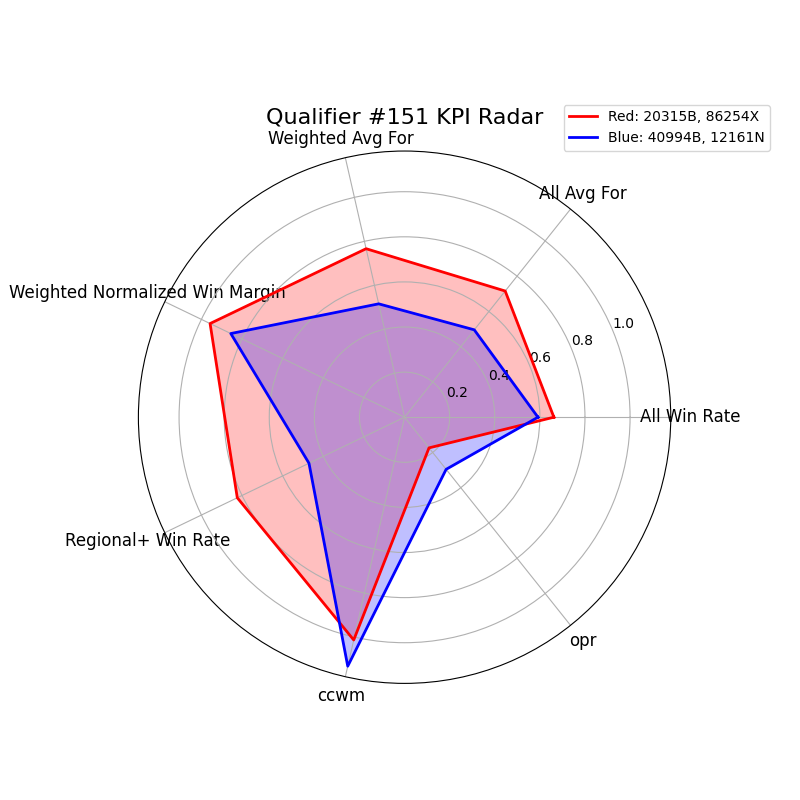 Qualifier #151 KPI Radar
Red: 20315B, 86254X
Blue: 40994B, 12161N
Weighted Avg For
All Avg For
Weighted Normalized Win Margin
1.0
0.8
0.6
0.4
0.2
All Win Rate
Regional+ Win Rate
opr
ccwm